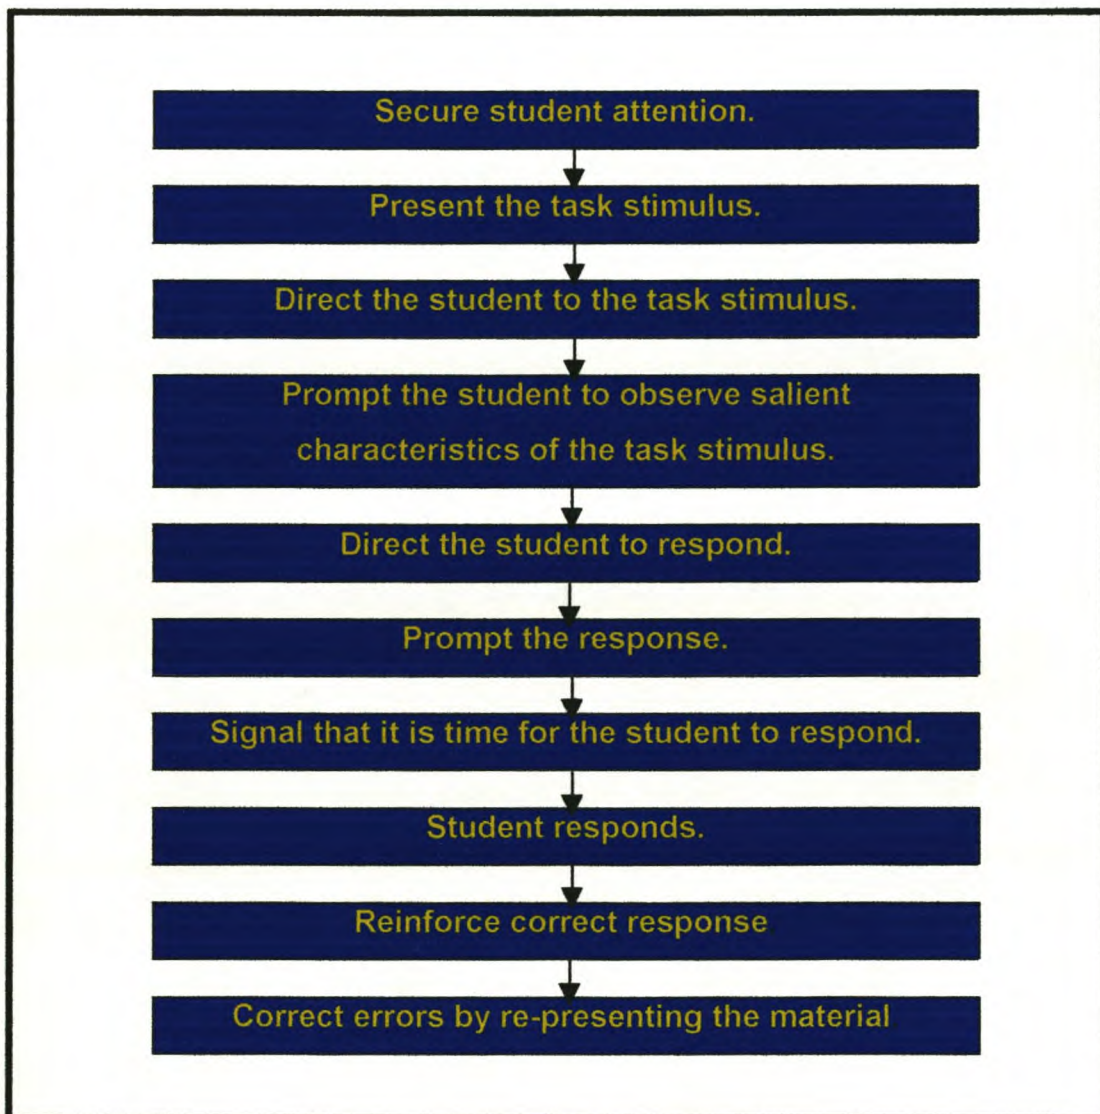 Secure student attention.
Present the task stimulus.
Direct the student to the task stimulus.
Prompt the student to observe salient
characteristics of the task stimulus.
Direct the student to respond.
Prompt the response.
Signal that it is time for the student to respond.
Student responds.
Reinforce correct response
Correct errors by re-presenting the material